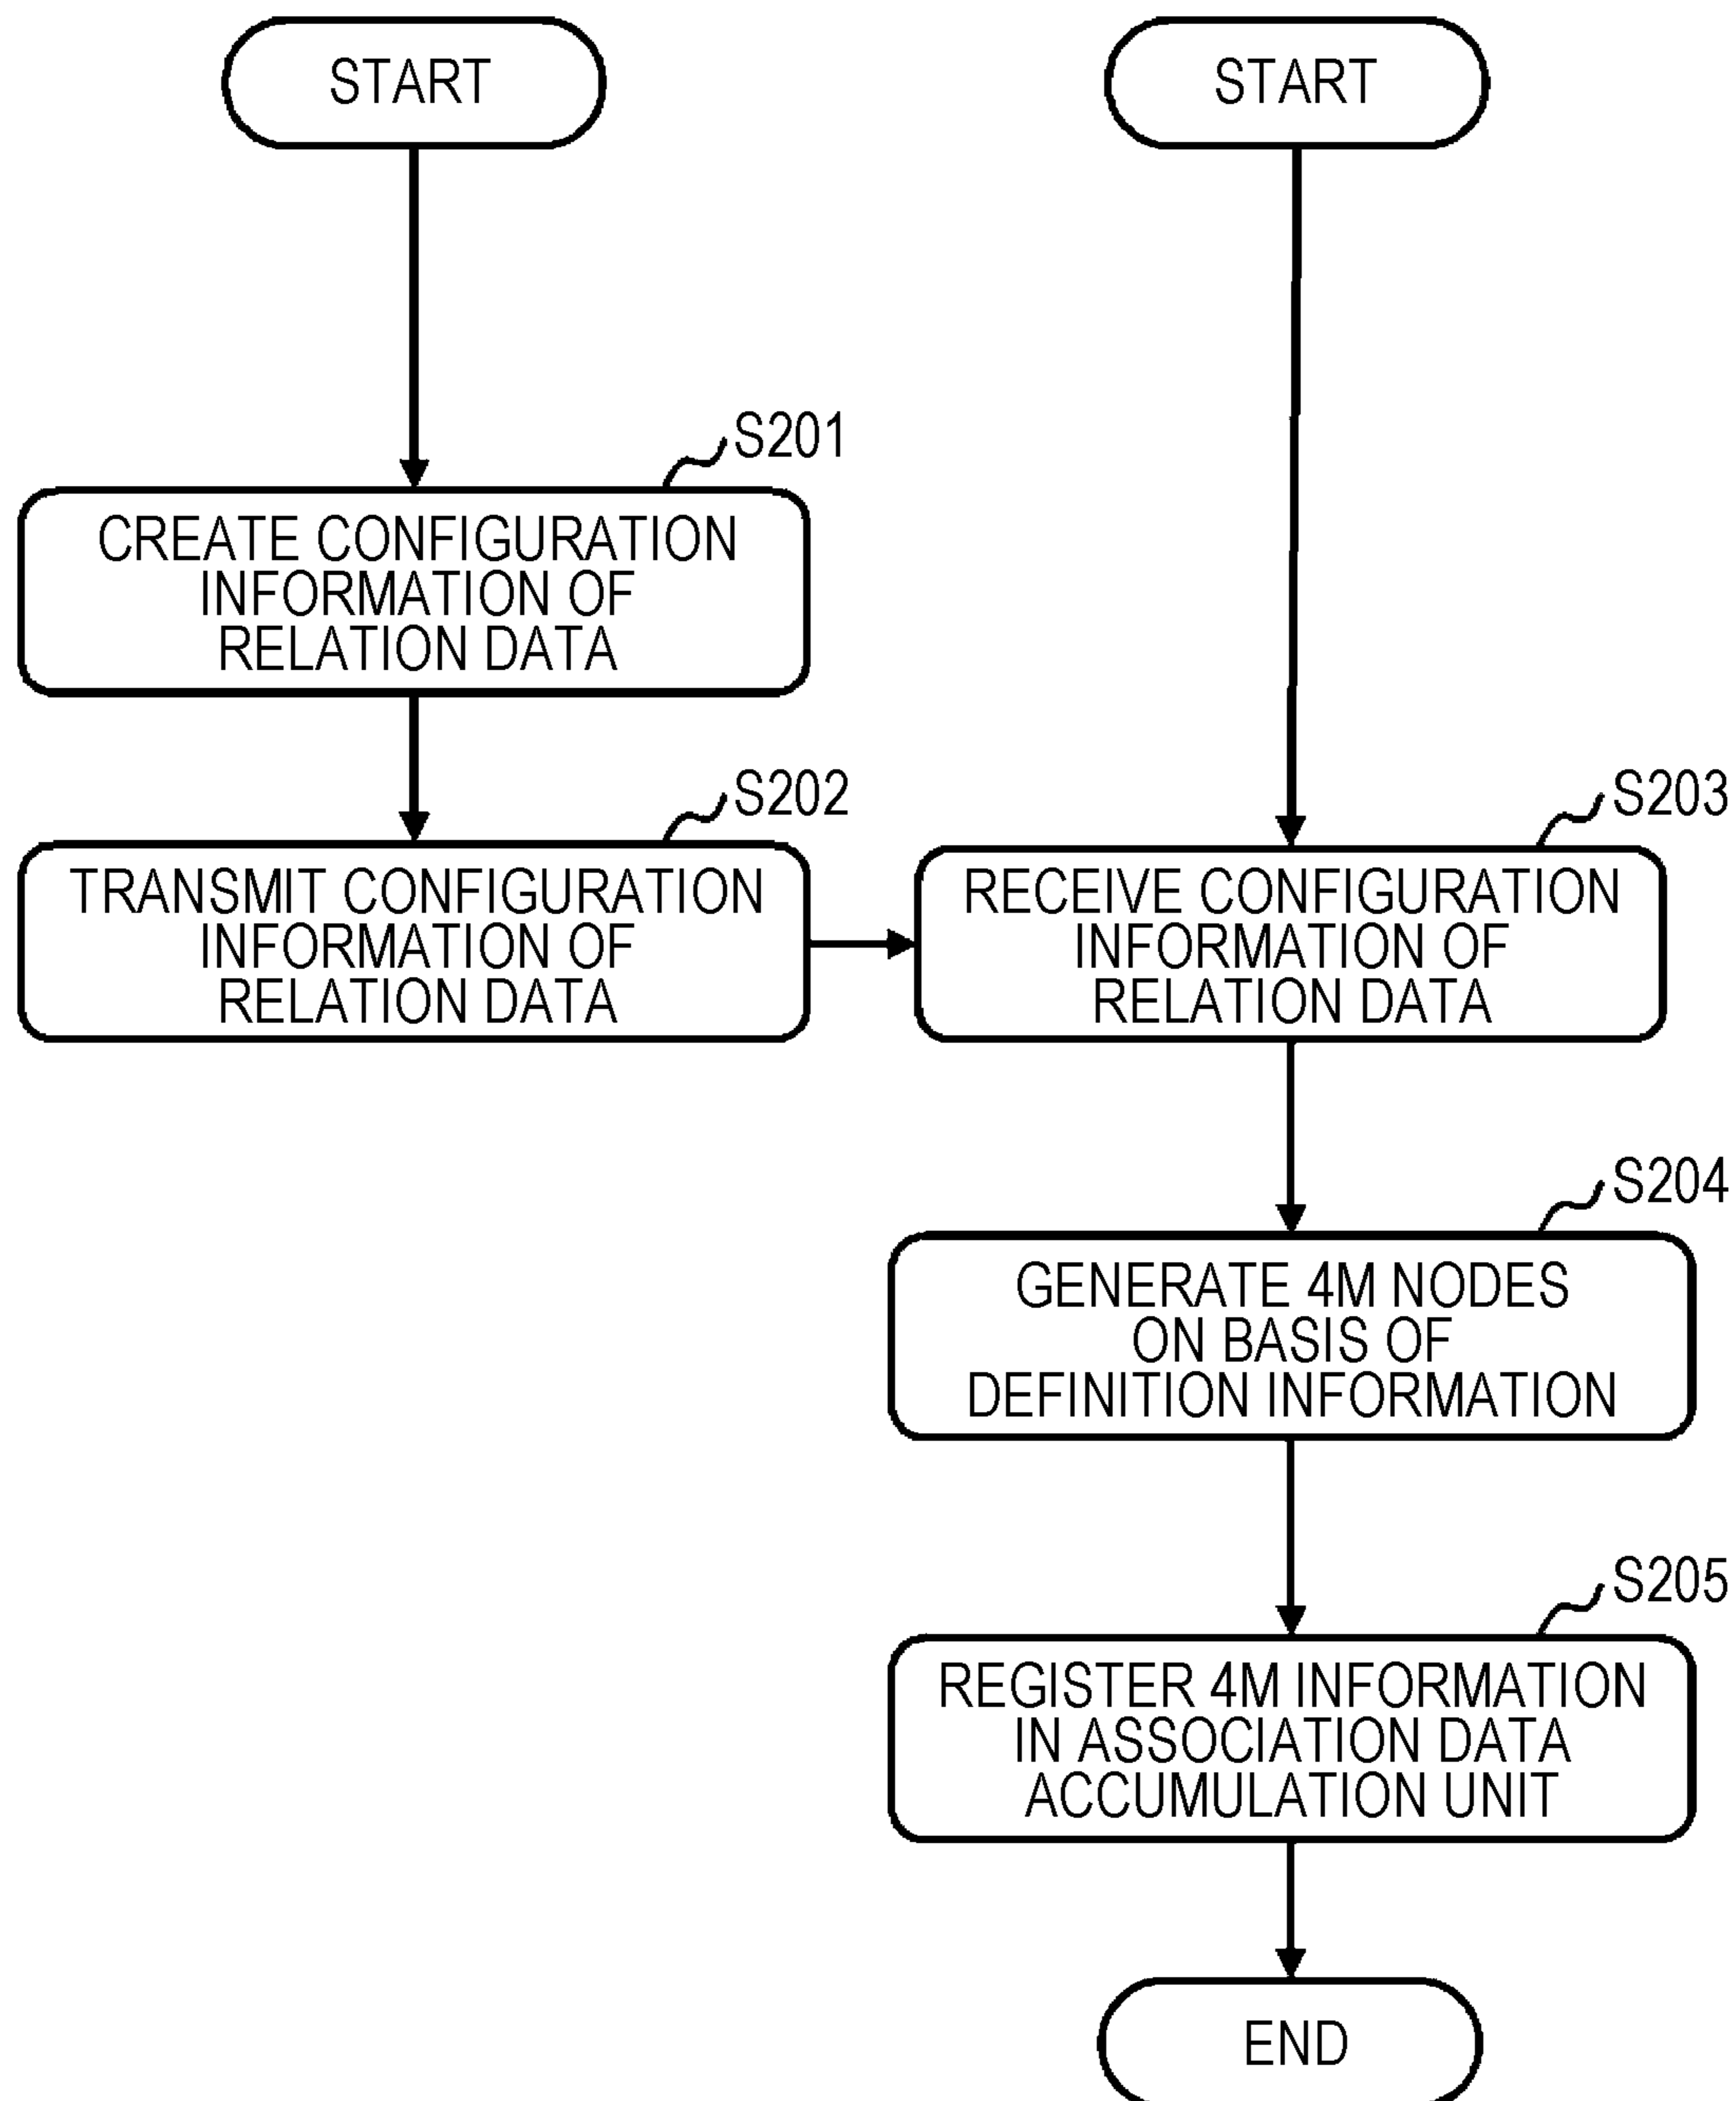 START
START
S201
CREATE CONFIGURATION
INFORMATION OF
RELATION DATA
S202
TRANSMIT CONFIGURATION
INFORMATION OF
RELATION DATA
S203
RECEIVE CONFIGURATION
INFORMATION OF
RELATION DATA
S204
GENERATE 4M NODES
ON BASIS OF
DEFINITION INFORMATION
S205
REGISTER 4M INFORMATION
IN ASSOCIATION DATA
ACCUMULATION UNIT
END